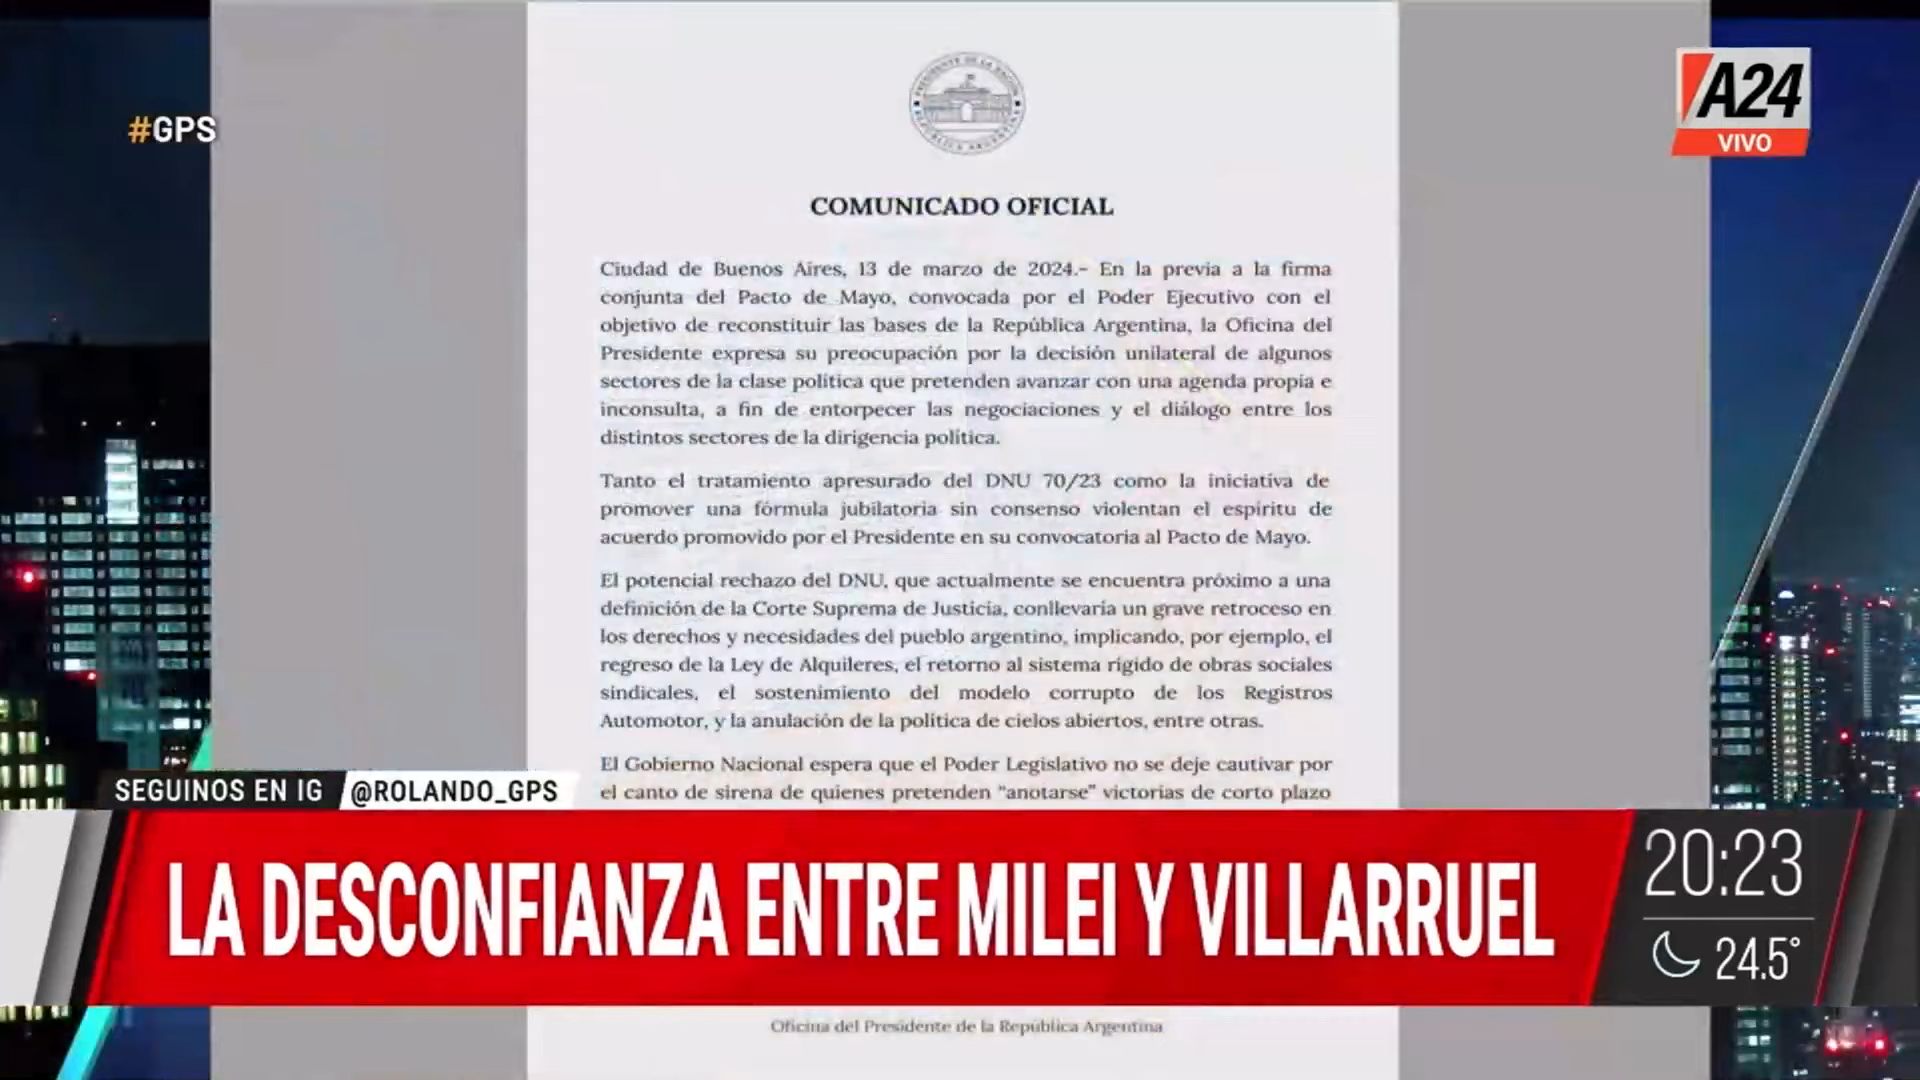 #GPS
A24
VIVO
PRESIDENTE DE LA NACIÓN
REPÚBLICA ARGENTINA
COMUNICADO OFICIAL
Ciudad de Buenos Aires, 13 de marzo de 2024.- En la previa a la firma
conjunta del Pacto de Mayo, convocada por el Poder Ejecutivo con el
objetivo de reconstituir las bases de la República Argentina, la Oficina del
Presidente expresa su preocupación por la decisión unilateral de algunos
sectores de la clase política que pretenden avanzar con una agenda propia e
inconsulta, a fin de entorpecer las negociaciones y el diálogo entre los
distintos sectores de la dirigencia política.
Tanto el tratamiento apresurado del DNU 70/23 como la iniciativa de
promover una fórmula jubilatoria sin consenso violentan el espíritu de
acuerdo promovido por el Presidente en su convocatoria al Pacto de Mayo.
El potencial rechazo del DNU, que actualmente se encuentra próximo a una
definición de la Corte Suprema de Justicia, conllevaría un grave retroceso en
los derechos y necesidades del pueblo argentino, implicando, por ejemplo, el
regreso de la Ley de Alquileres, el retorno al sistema rígido de obras sociales
sindicales, el sostenimiento del modelo corrupto de los Registros
Automotor, y la anulación de la política de cielos abiertos, entre otras.
El Gobierno Nacional espera que el Poder Legislativo no se deje cautivar por
el canto de sirena de quienes pretenden "anotarse" victorias de corto plazo
SEGUINOS EN IG @ROLANDO_GPS
LA DESCONFIANZA ENTRE MILEI Y VILLARRUEL
20:23
24.5°
Oficina del Presidente de la República Argentina